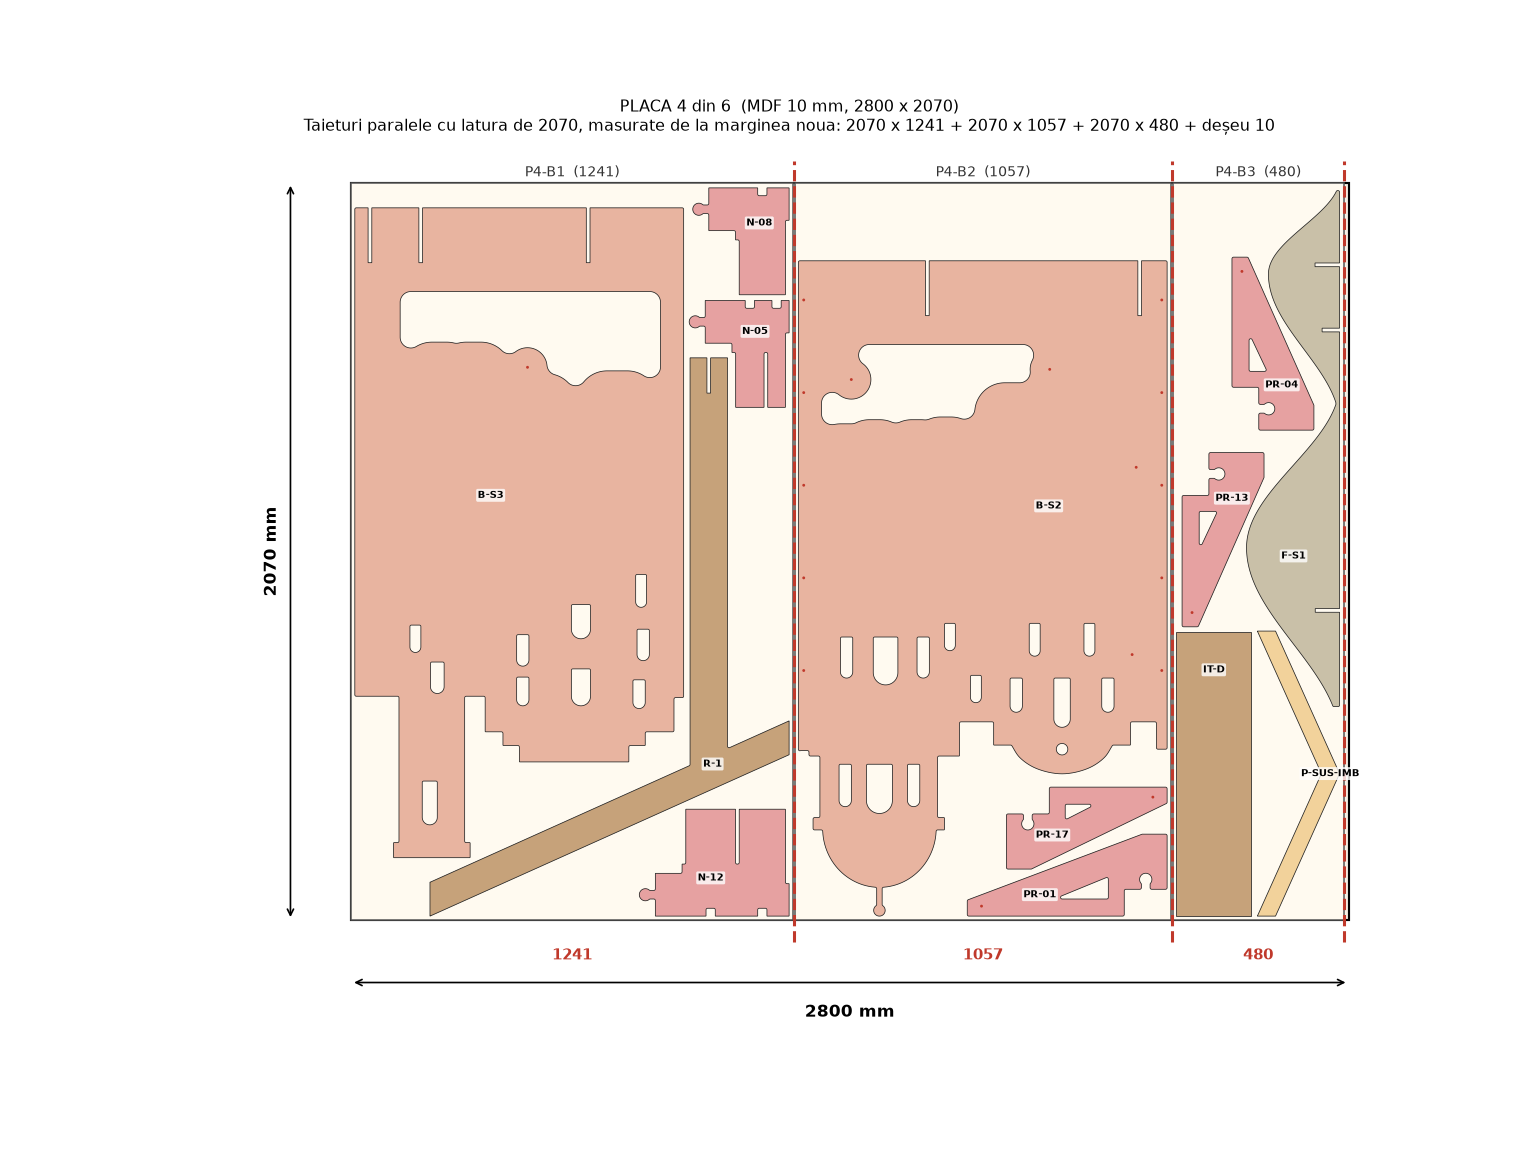 PLACA 4 din 6  (MDF 10 mm, 2800 x 2070)
Taieturi paralele cu latura de 2070, masurate de la marginea noua: 2070 x 1241 + 2070 x 1057 + 2070 x 480 + deșeu 10
P4-B1  (1241)
P4-B2  (1057)
P4-B3  (480)
N-08
N-05
PR-04
B-S3
PR-13
B-S2
F-S1
2070 mm
IT-D
R-1
P-SUS-IMB
PR-17
N-12
PR-01
1241
1057
480
2800 mm